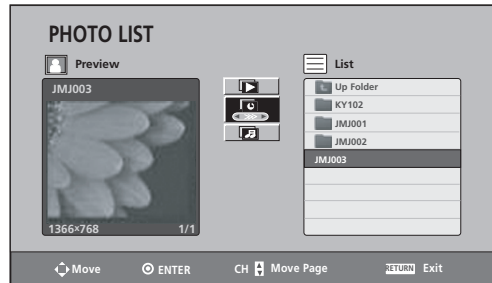 PHOTO LIST
Preview
JMJ003
1366×768 1/1
List
Up Folder
KY102
JMJ001
JMJ002
JMJ003
Move ENTER CH Move Page RETURN Exit